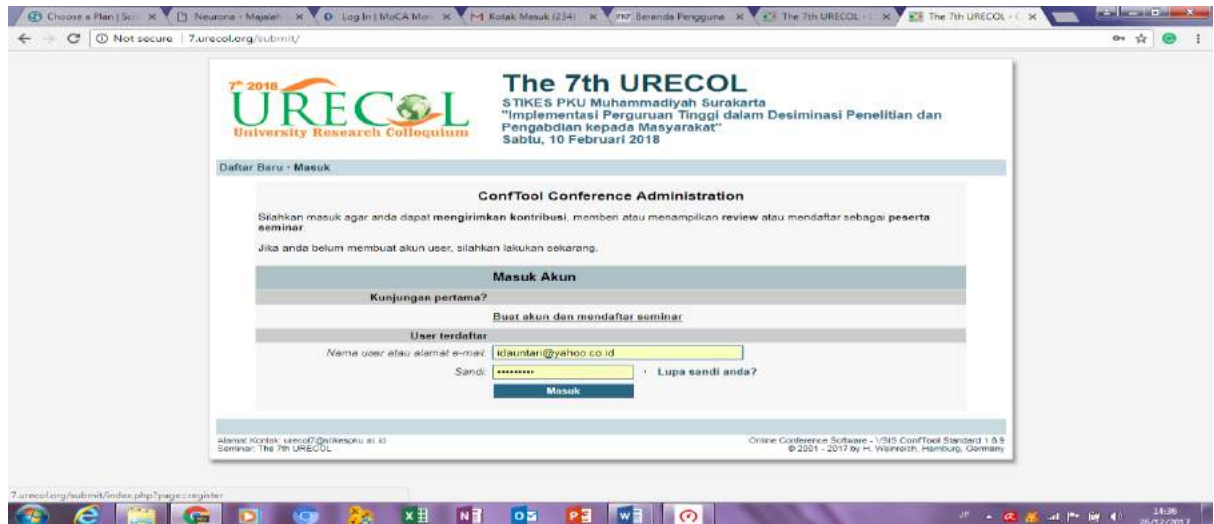 Choose a Plan | Sci
Neurona - Majalah
Log In | MoCA Mon
Kotak Masuk (234)
Beranda Pengguna
The 7th URECOL -
The 7th URECOL -
Not secure | 7.urecol.org/submit/
7th 2018
URECOL
University Research Colloquium
The 7th URECOL
STIKES PKU Muhammadiyah Surakarta
"Implementasi Perguruan Tinggi dalam Desiminasi Penelitian dan
Pengabdian kepada Masyarakat"
Sabtu, 10 Februari 2018
Daftar Baru · Masuk
ConfTool Conference Administration
Silahkan masuk agar anda dapat mengirimkan kontribusi, memberi atau menampilkan review atau mendaftar sebagai peserta
seminar.
Jika anda belum membuat akun user, silahkan lakukan sekarang.
Masuk Akun
Kunjungan pertama?
Buat akun dan mendaftar seminar
User terdaftar
Nama user atau alamat e-mail: idauntari@yahoo.co.id
Sandi: ••••••••• · Lupa sandi anda?
Masuk
Alamat Kontak: urecol7@stikespku.ac.id
Seminar: The 7th URECOL
Online Conference Software - VSIS ConfTool Standard 1.6.9
© 2001 - 2017 by H. Weinreich, Hamburg, Germany
7.urecol.org/submit/index.php?page=register
JP
14:36
26/12/2017